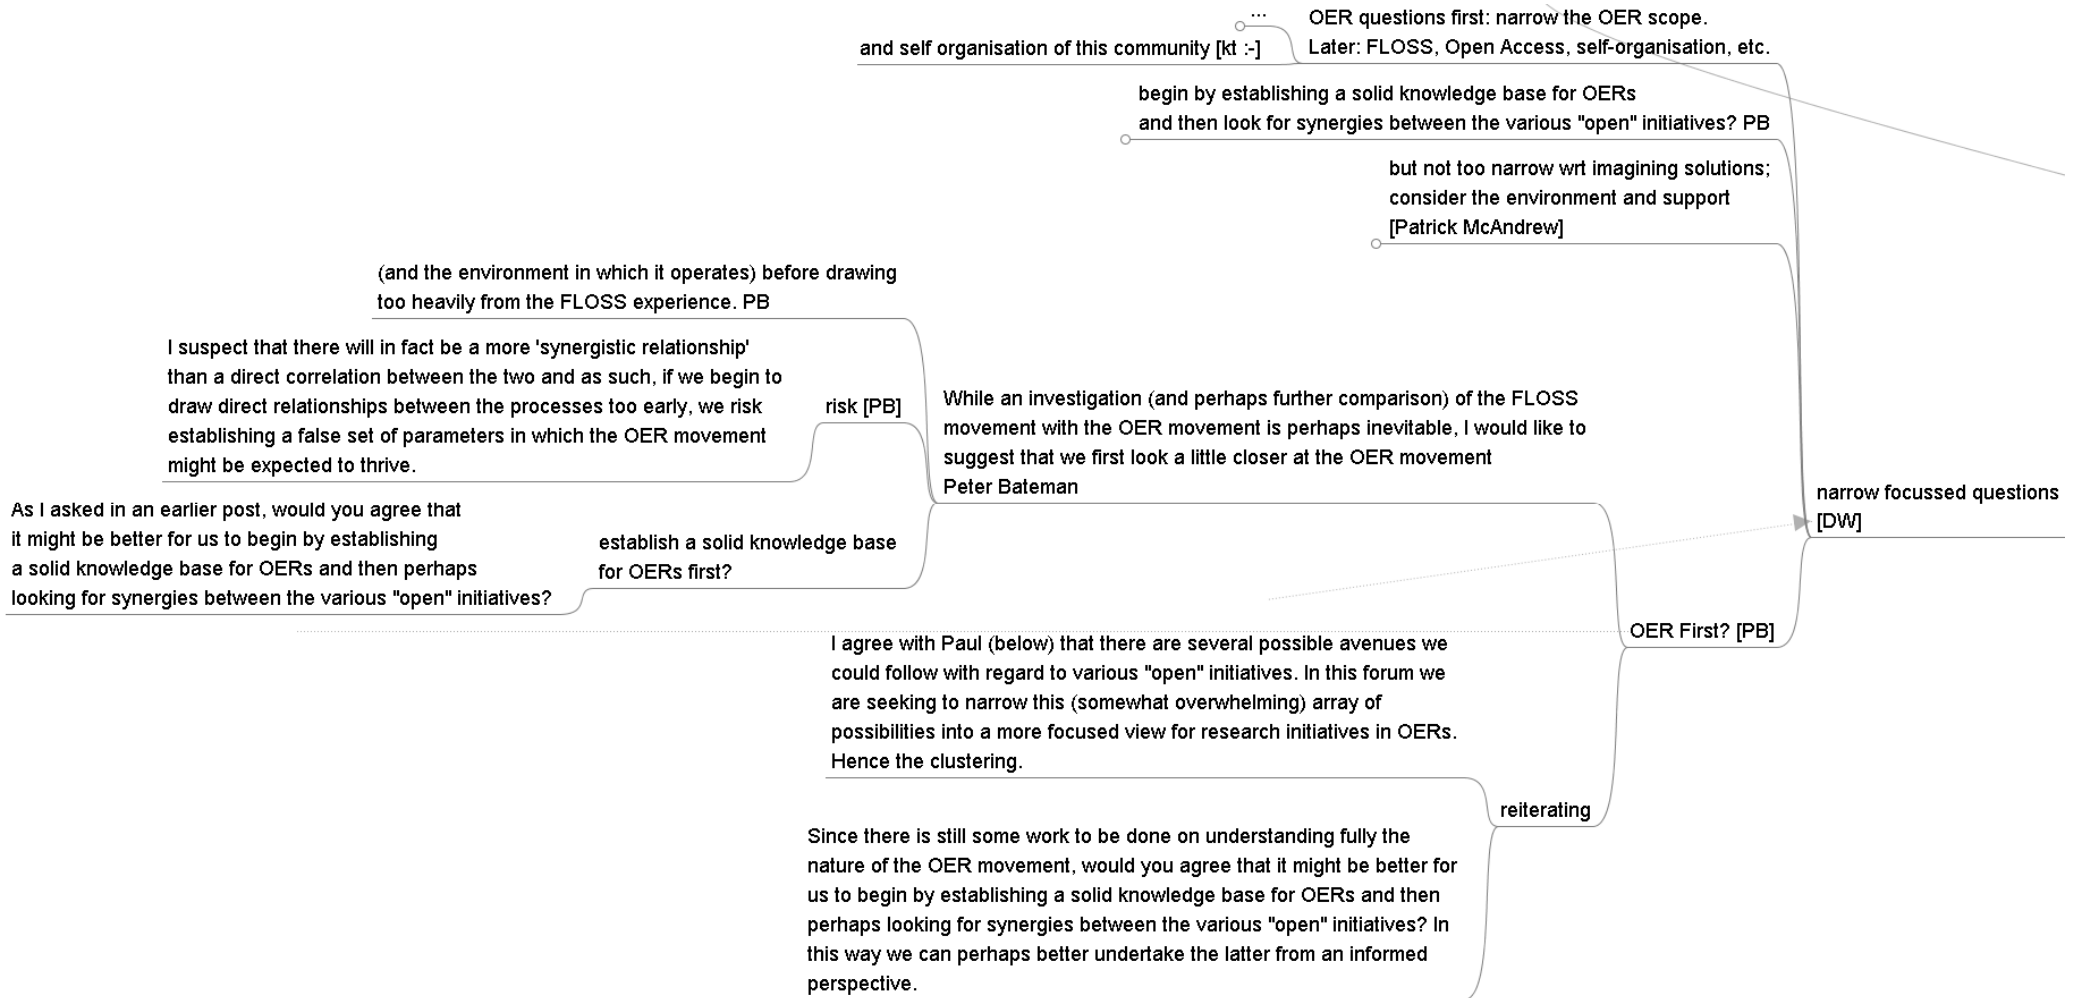 ...
OER questions first: narrow the OER scope.
Later: FLOSS, Open Access, self-organisation, etc.
and self organisation of this community [kt :-]
begin by establishing a solid knowledge base for OERs
and then look for synergies between the various "open" initiatives? PB
but not too narrow wrt imagining solutions;
consider the environment and support
[Patrick McAndrew]
(and the environment in which it operates) before drawing
too heavily from the FLOSS experience. PB
I suspect that there will in fact be a more 'synergistic relationship'
than a direct correlation between the two and as such, if we begin to
draw direct relationships between the processes too early, we risk
establishing a false set of parameters in which the OER movement
might be expected to thrive.
risk [PB]
While an investigation (and perhaps further comparison) of the FLOSS
movement with the OER movement is perhaps inevitable, I would like to
suggest that we first look a little closer at the OER movement
Peter Bateman
As I asked in an earlier post, would you agree that
it might be better for us to begin by establishing
a solid knowledge base for OERs and then perhaps
looking for synergies between the various "open" initiatives?
establish a solid knowledge base
for OERs first?
narrow focussed questions
[DW]
OER First? [PB]
I agree with Paul (below) that there are several possible avenues we
could follow with regard to various "open" initiatives. In this forum we
are seeking to narrow this (somewhat overwhelming) array of
possibilities into a more focused view for research initiatives in OERs.
Hence the clustering.
reiterating
Since there is still some work to be done on understanding fully the
nature of the OER movement, would you agree that it might be better for
us to begin by establishing a solid knowledge base for OERs and then
perhaps looking for synergies between the various "open" initiatives? In
this way we can perhaps better undertake the latter from an informed
perspective.